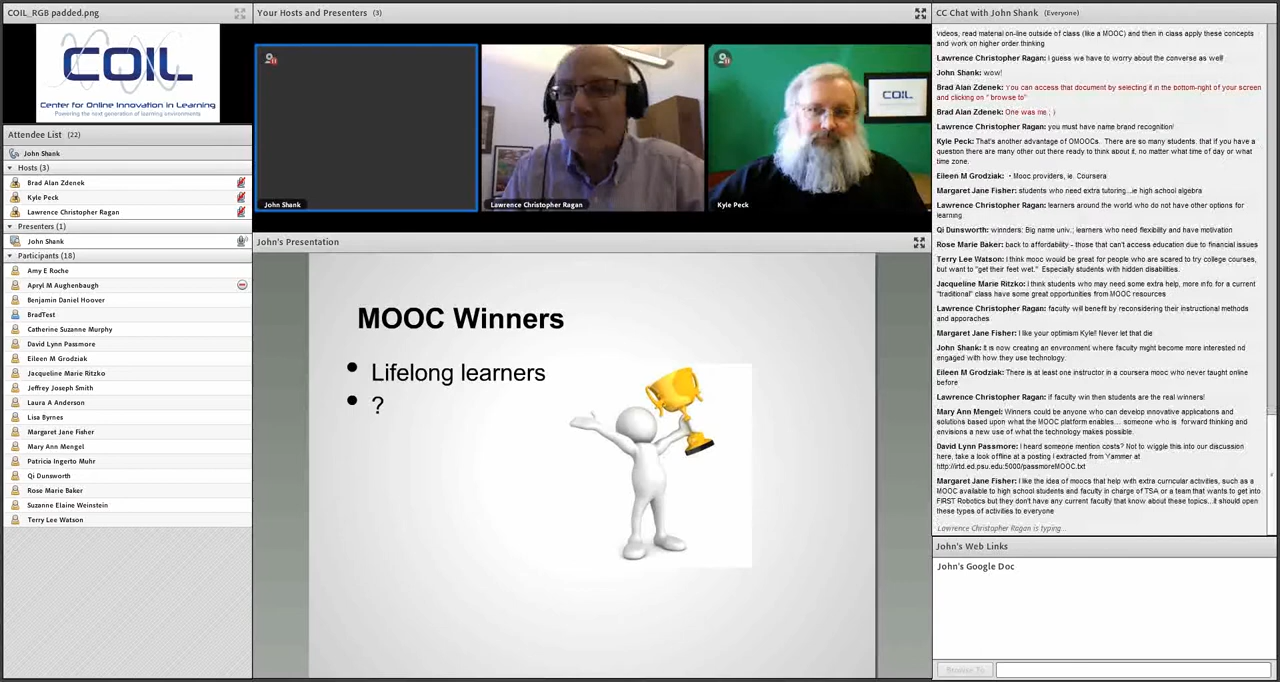 COIL_RGB padded.png
COIL
Center for Online Innovation in Learning
Powering the next generation of learning environments
Attendee List (22)
John Shank
Hosts (3)
Brad Alan Zdenek
Kyle Peck
Lawrence Christopher Ragan
Presenters (1)
John Shank
Participants (18)
Amy E Roche
Apryl M Aughenbaugh
Benjamin Daniel Hoover
BradTest
Catherine Suzanne Murphy
David Lynn Passmore
Eileen M Grodziak
Jacqueline Marie Ritzko
Jeffrey Joseph Smith
Laura A Anderson
Lisa Byrnes
Margaret Jane Fisher
Mary Ann Mengel
Patricia Ingerto Muhr
Qi Dunsworth
Rose Marie Baker
Suzanne Elaine Weinstein
Terry Lee Watson
Your Hosts and Presenters (3)
John Shank
Lawrence Christopher Ragan
COIL
Kyle Peck
John's Presentation
MOOC Winners
• Lifelong learners
• ?
CC Chat with John Shank (Everyone)
videos, read material on-line outside of class (like a MOOC) and then in class apply these concepts
and work on higher order thinking
Lawrence Christopher Ragan: I guess we have to worry about the converse as well!
John Shank: wow!
Brad Alan Zdenek: You can access that document by selecting it in the bottom-right of your screen
and clicking on " browse to"
Brad Alan Zdenek: One was me ; )
Lawrence Christopher Ragan: you must have name brand recognition!
Kyle Peck: That's another advantage of OMOOCs. There are so many students. that if you have a
question there are many other out there ready to think about it, no matter what time of day or what
time zone.
Eileen M Grodziak: • Mooc providers, ie. Coursera
Margaret Jane Fisher: students who need extra tutoring...ie high school algebra
Lawrence Christopher Ragan: learners around the world who do not have other options for
learning
Qi Dunsworth: winnders: Big name univ.; learners who need flexibility and have motivation
Rose Marie Baker: back to affordability - those that can't access education due to financial issues
Terry Lee Watson: I think mooc would be great for people who are scared to try college courses,
but want to "get their feet wet." Especially students with hidden disabilities.
Jacqueline Marie Ritzko: I think students who may need some extra help, more info for a current
"traditional" class have some great opportunities from MOOC resources
Lawrence Christopher Ragan: faculty will benefit by reconsidering their instructional methods
and apporaches
Margaret Jane Fisher: I like your optimism Kyle!! Never let that die
John Shank: it is now creating an environment where faculty might become more interested nd
engaged with how they use technology.
Eileen M Grodziak: There is at least one instructor in a coursera mooc who never taught online
before
Lawrence Christopher Ragan: if faculty win then students are the real winners!
Mary Ann Mengel: Winners could be anyone who can develop innovative applications and
solutions based upon what the MOOC platform enables.... someone who is forward thinking and
envisions a new use of what the technology makes possible.
David Lynn Passmore: I heard someone mention costs? Not to wiggle this into our discussion
here, take a look offline at a posting I extracted from Yammer at
http://irtd.ed.psu.edu:5000/passmoreMOOC.txt
Margaret Jane Fisher: I like the idea of moocs that help with extra curricular activities, such as a
MOOC available to high school students and faculty in charge of TSA or a team that wants to get into
FIRST Robotics but they don't have any current faculty that know about these topics...it should open
these types of activities to everyone
Lawrence Christopher Ragan is typing...
John's Web Links
John's Google Doc
Browse To